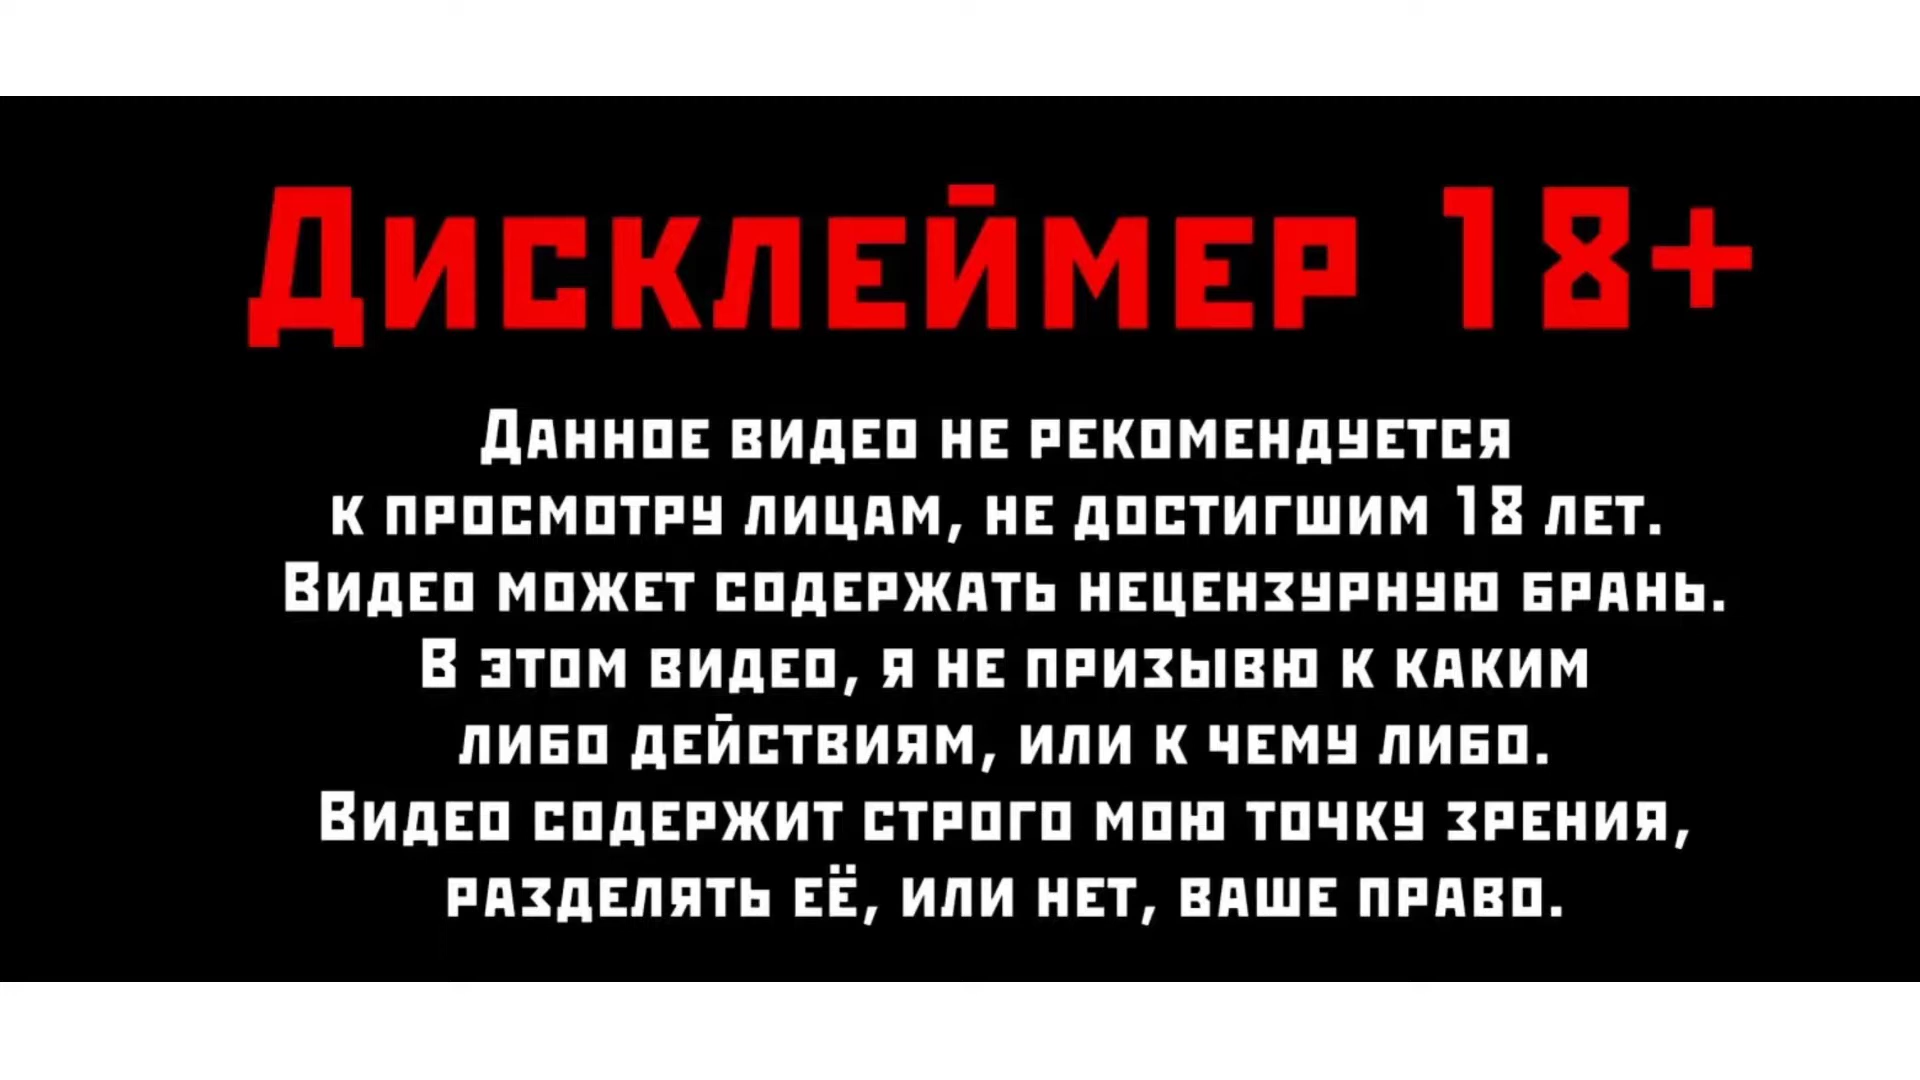 Дисклеймер 18+
Данное видео не рекомендуется
к просмотру лицам, не достигшим 18 лет.
Видео может содержать нецензурную брань.
В этом видео, я не призывю к каким
либо действиям, или к чему либо.
Видео содержит строго мою точку зрения,
разделять её, или нет, ваше право.